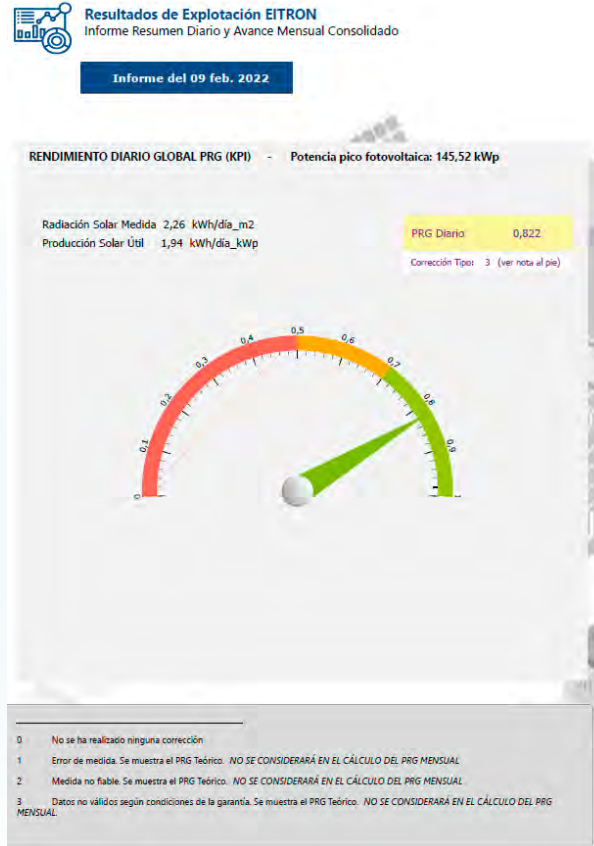 Resultados de Explotación EITRON
Informe Resumen Diario y Avance Mensual Consolidado
Informe del 09 feb. 2022
RENDIMIENTO DIARIO GLOBAL PRG (KPI) - Potencia pico fotovoltaica: 145,52 kWp
Radiación Solar Medida 2,26 kWh/día_m2
Producción Solar Útil 1,94 kWh/día_kWp
PRG Diario 0,822
Corrección Tipo: 3 (ver nota al pie)
0
0,1
0,2
0,3
0,4
0,5
0,6
0,7
0,8
0,9
1
0 No se ha realizado ninguna corrección
1 Error de medida. Se muestra el PRG Teórico. NO SE CONSIDERARÁ EN EL CÁLCULO DEL PRG MENSUAL
2 Medida no fiable. Se muestra el PRG Teórico. NO SE CONSIDERARÁ EN EL CÁLCULO DEL PRG MENSUAL
3 Datos no válidos según condiciones de la garantía. Se muestra el PRG Teórico. NO SE CONSIDERARÁ EN EL CÁLCULO DEL PRG
MENSUAL.